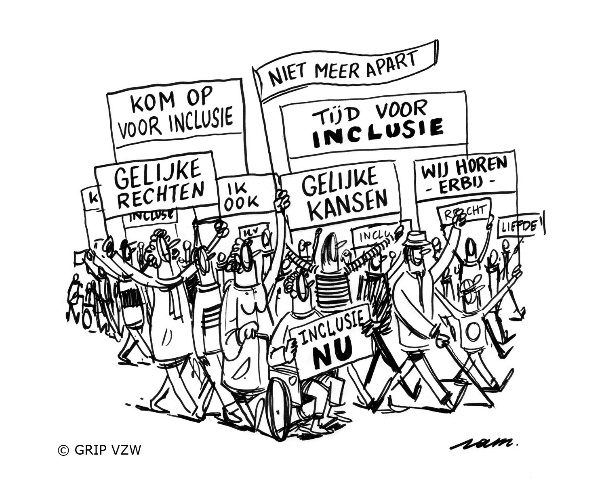 NIET MEER APART
KOM OP
VOOR INCLUSIE
TIJD VOOR
INCLUSIE
GELIJKE
RECHTEN
IK
OOK
GELIJKE
KANSEN
WIJ HOREN
- ERBIJ -
K
INCLUSIE
INCLU
RECHT
LIEFDE
INCLUSIE
NU
© GRIP VZW
ram.